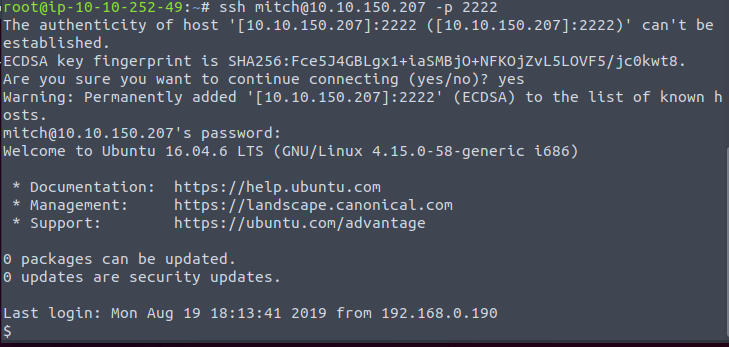 root@ip-10-10-252-49:~# ssh mitch@10.10.150.207 -p 2222
The authenticity of host '[10.10.150.207]:2222 ([10.10.150.207]:2222)' can't be
established.
ECDSA key fingerprint is SHA256:Fce5J4GBLgx1+iaSMBjO+NFKOjZvL5LOVF5/jc0kwt8.
Are you sure you want to continue connecting (yes/no)? yes
Warning: Permanently added '[10.10.150.207]:2222' (ECDSA) to the list of known h
osts.
mitch@10.10.150.207's password:
Welcome to Ubuntu 16.04.6 LTS (GNU/Linux 4.15.0-58-generic i686)
* Documentation:  https://help.ubuntu.com
* Management:     https://landscape.canonical.com
* Support:        https://ubuntu.com/advantage
0 packages can be updated.
0 updates are security updates.
Last login: Mon Aug 19 18:13:41 2019 from 192.168.0.190
$